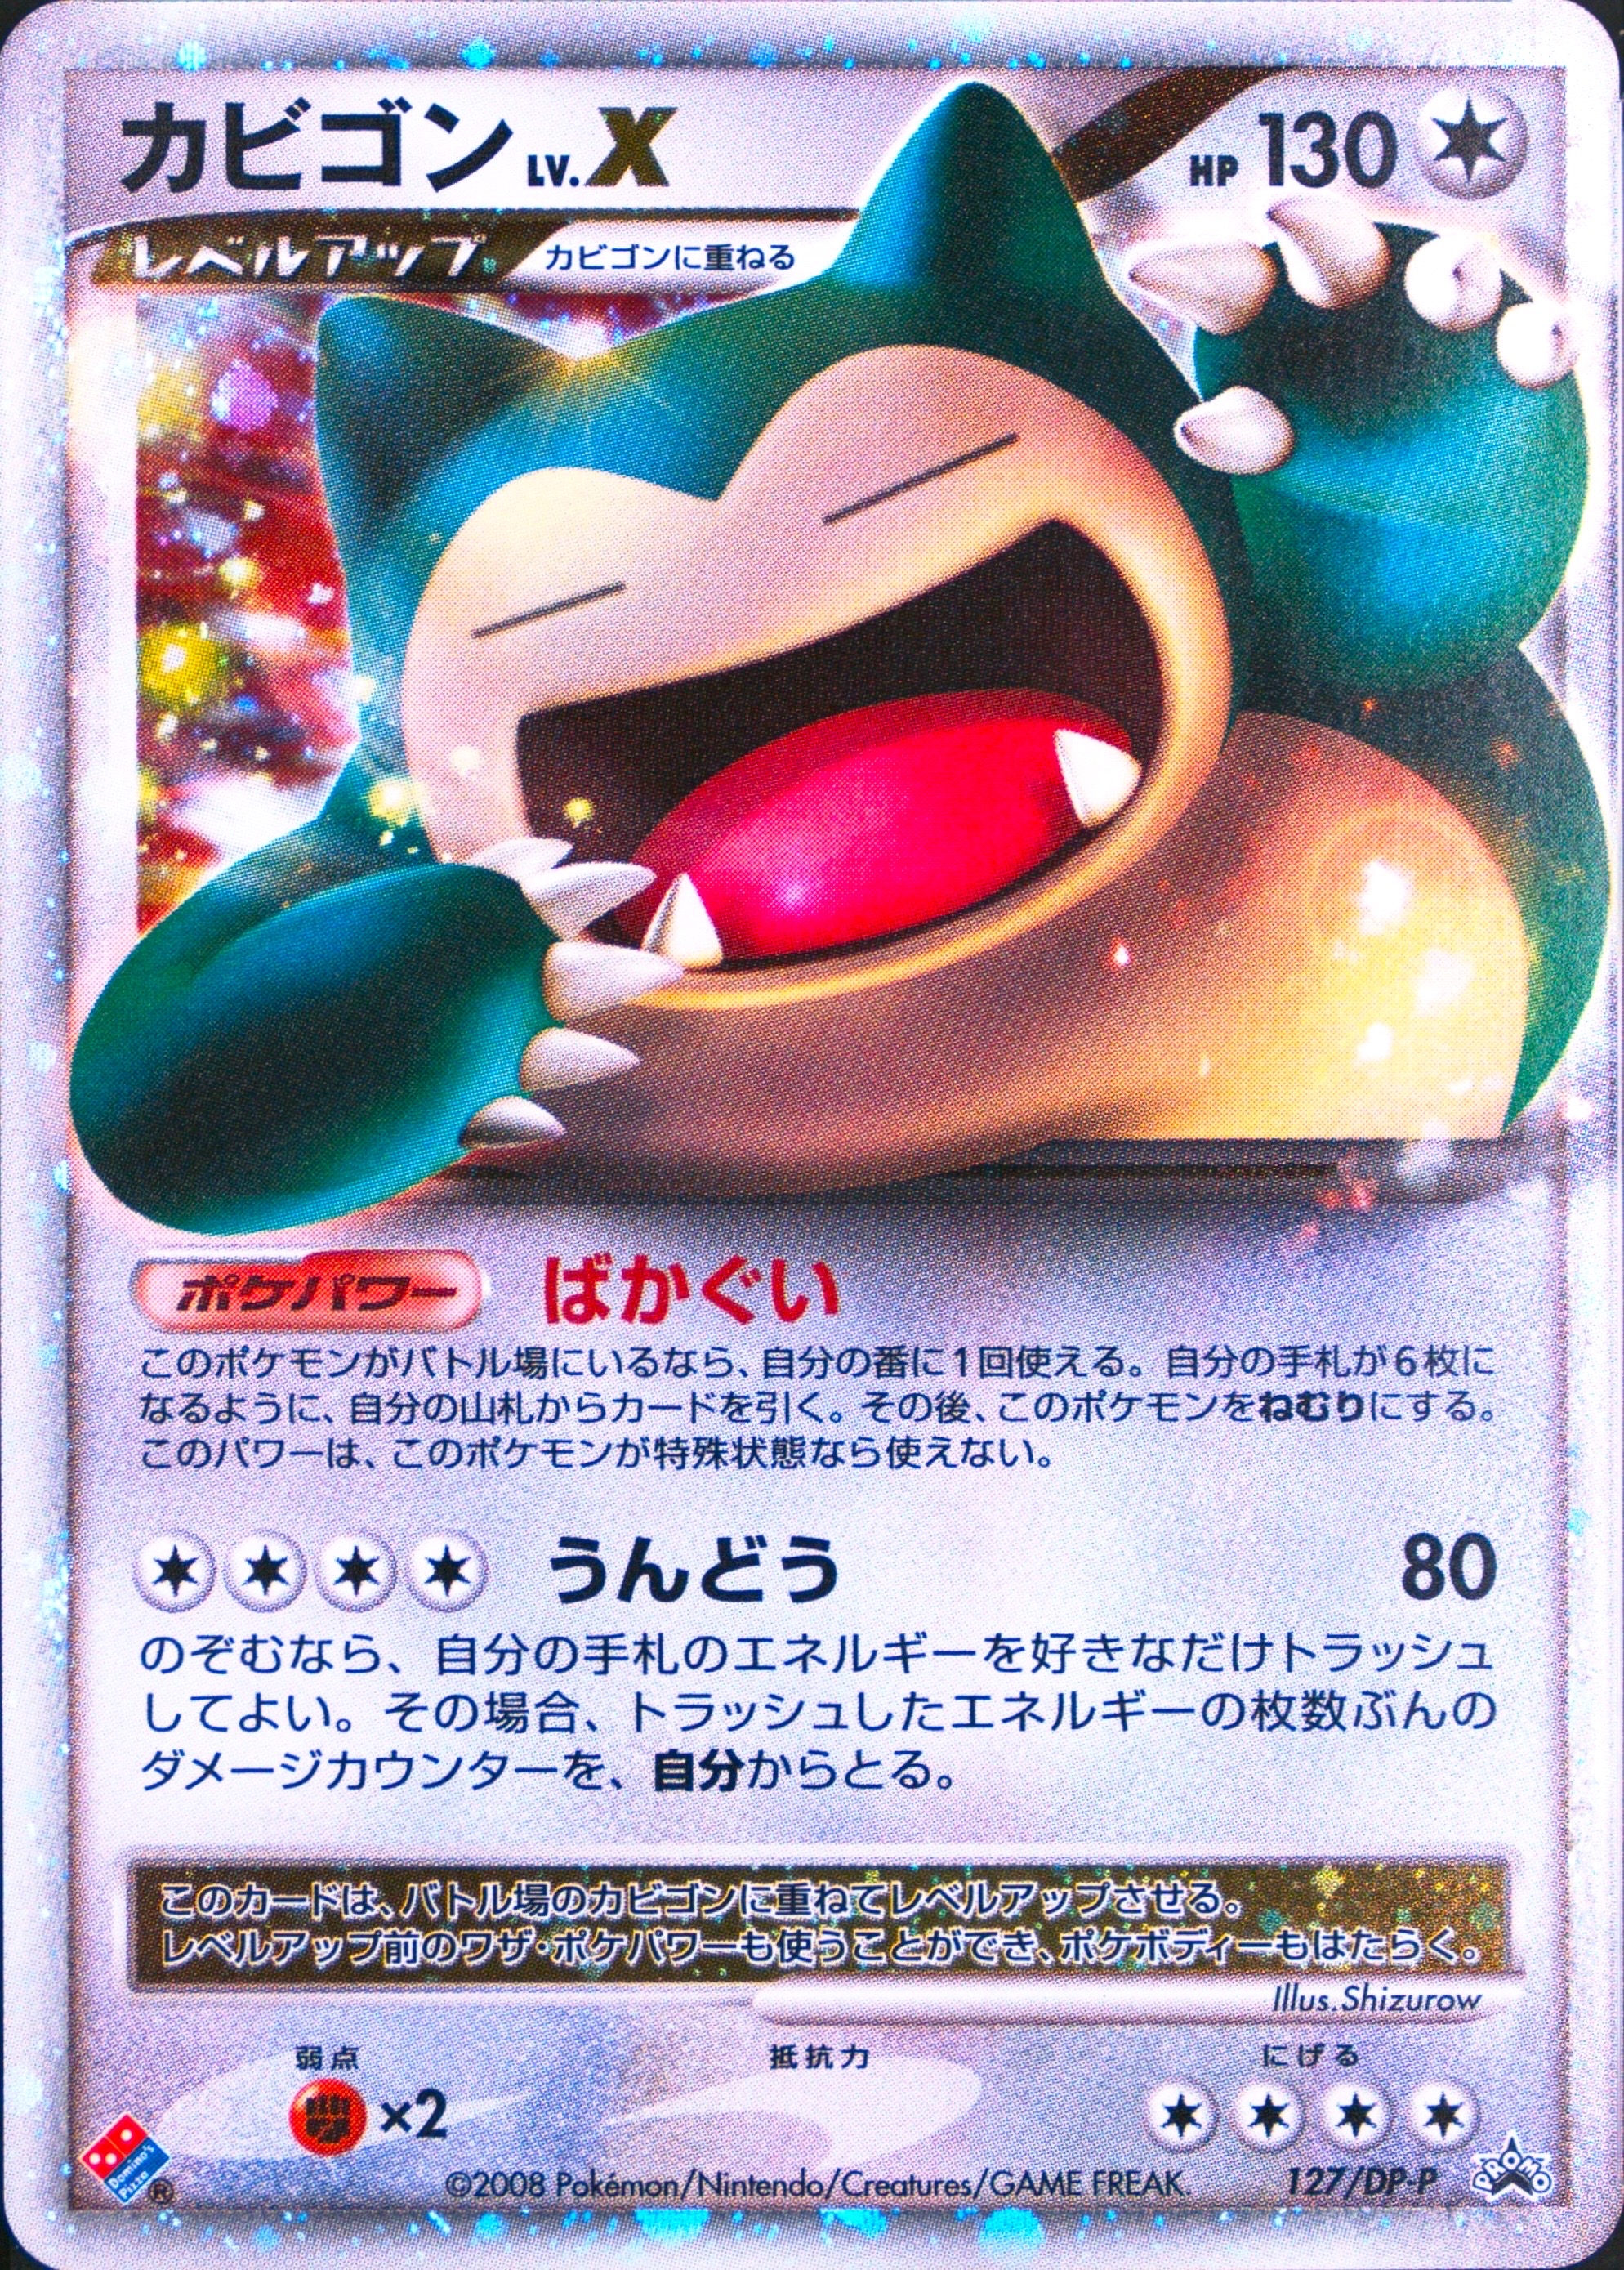 カビゴン LV.X HP 130
レベルアップ カビゴンに重ねる
ポケパワー ばかぐい
このポケモンがバトル場にいるなら、自分の番に1回使える。自分の手札が6枚に
なるように、自分の山札からカードを引く。その後、このポケモンをねむりにする。
このパワーは、このポケモンが特殊状態なら使えない。
うんどう 80
のぞむなら、自分の手札のエネルギーを好きなだけトラッシュ
してよい。その場合、トラッシュしたエネルギーの枚数ぶんの
ダメージカウンターを、自分からとる。
このカードは、バトル場のカビゴンに重ねてレベルアップさせる。
レベルアップ前のワザ・ポケパワーも使うことができ、ポケボディーもはたらく。
Illus.Shizurow
弱点 抵抗力 にげる
×2
Domino's
Pizza
®
©2008 Pokémon/Nintendo/Creatures/GAME FREAK. 127/DP-P PROMO